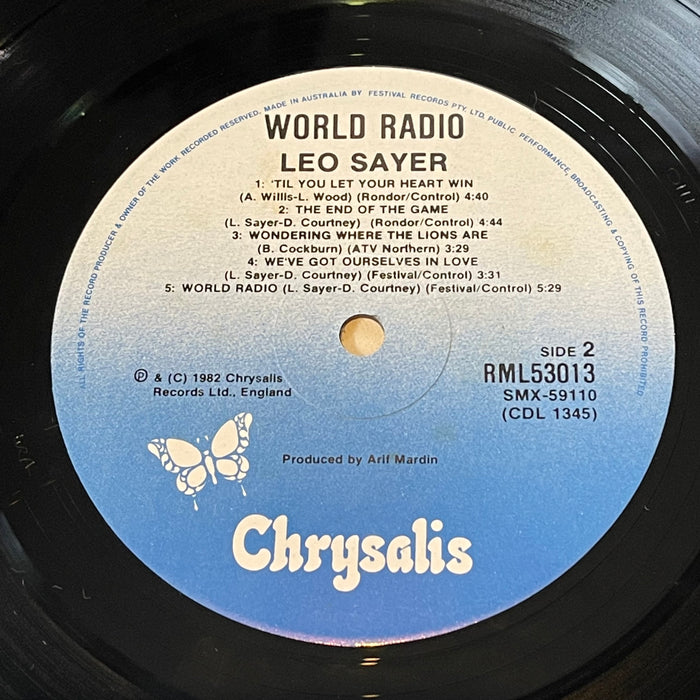 ALL RIGHTS OF THE RECORD PRODUCER & OWNER OF THE WORK RECORDED RESERVED. MADE IN AUSTRALIA BY FESTIVAL RECORDS PTY. LTD. PUBLIC PERFORMANCE, BROADCASTING & COPYING OF THIS RECORD PROHIBITED
WORLD RADIO
LEO SAYER
1: 'TIL YOU LET YOUR HEART WIN
(A. Willis-L. Wood) (Rondor/Control) 4:40
2: THE END OF THE GAME
(L. Sayer-D. Courtney) (Rondor/Control) 4:44
3: WONDERING WHERE THE LIONS ARE
(B. Cockburn) (ATV Northern) 3:29
4: WE'VE GOT OURSELVES IN LOVE
(L. Sayer-D. Courtney) (Festival/Control) 3:31
5: WORLD RADIO (L. Sayer-D. Courtney) (Festival/Control) 5:29
SIDE 2
RML53013
SMX-59110
(CDL 1345)
Ⓟ & (C) 1982 Chrysalis
Records Ltd., England
Produced by Arif Mardin
Chrysalis